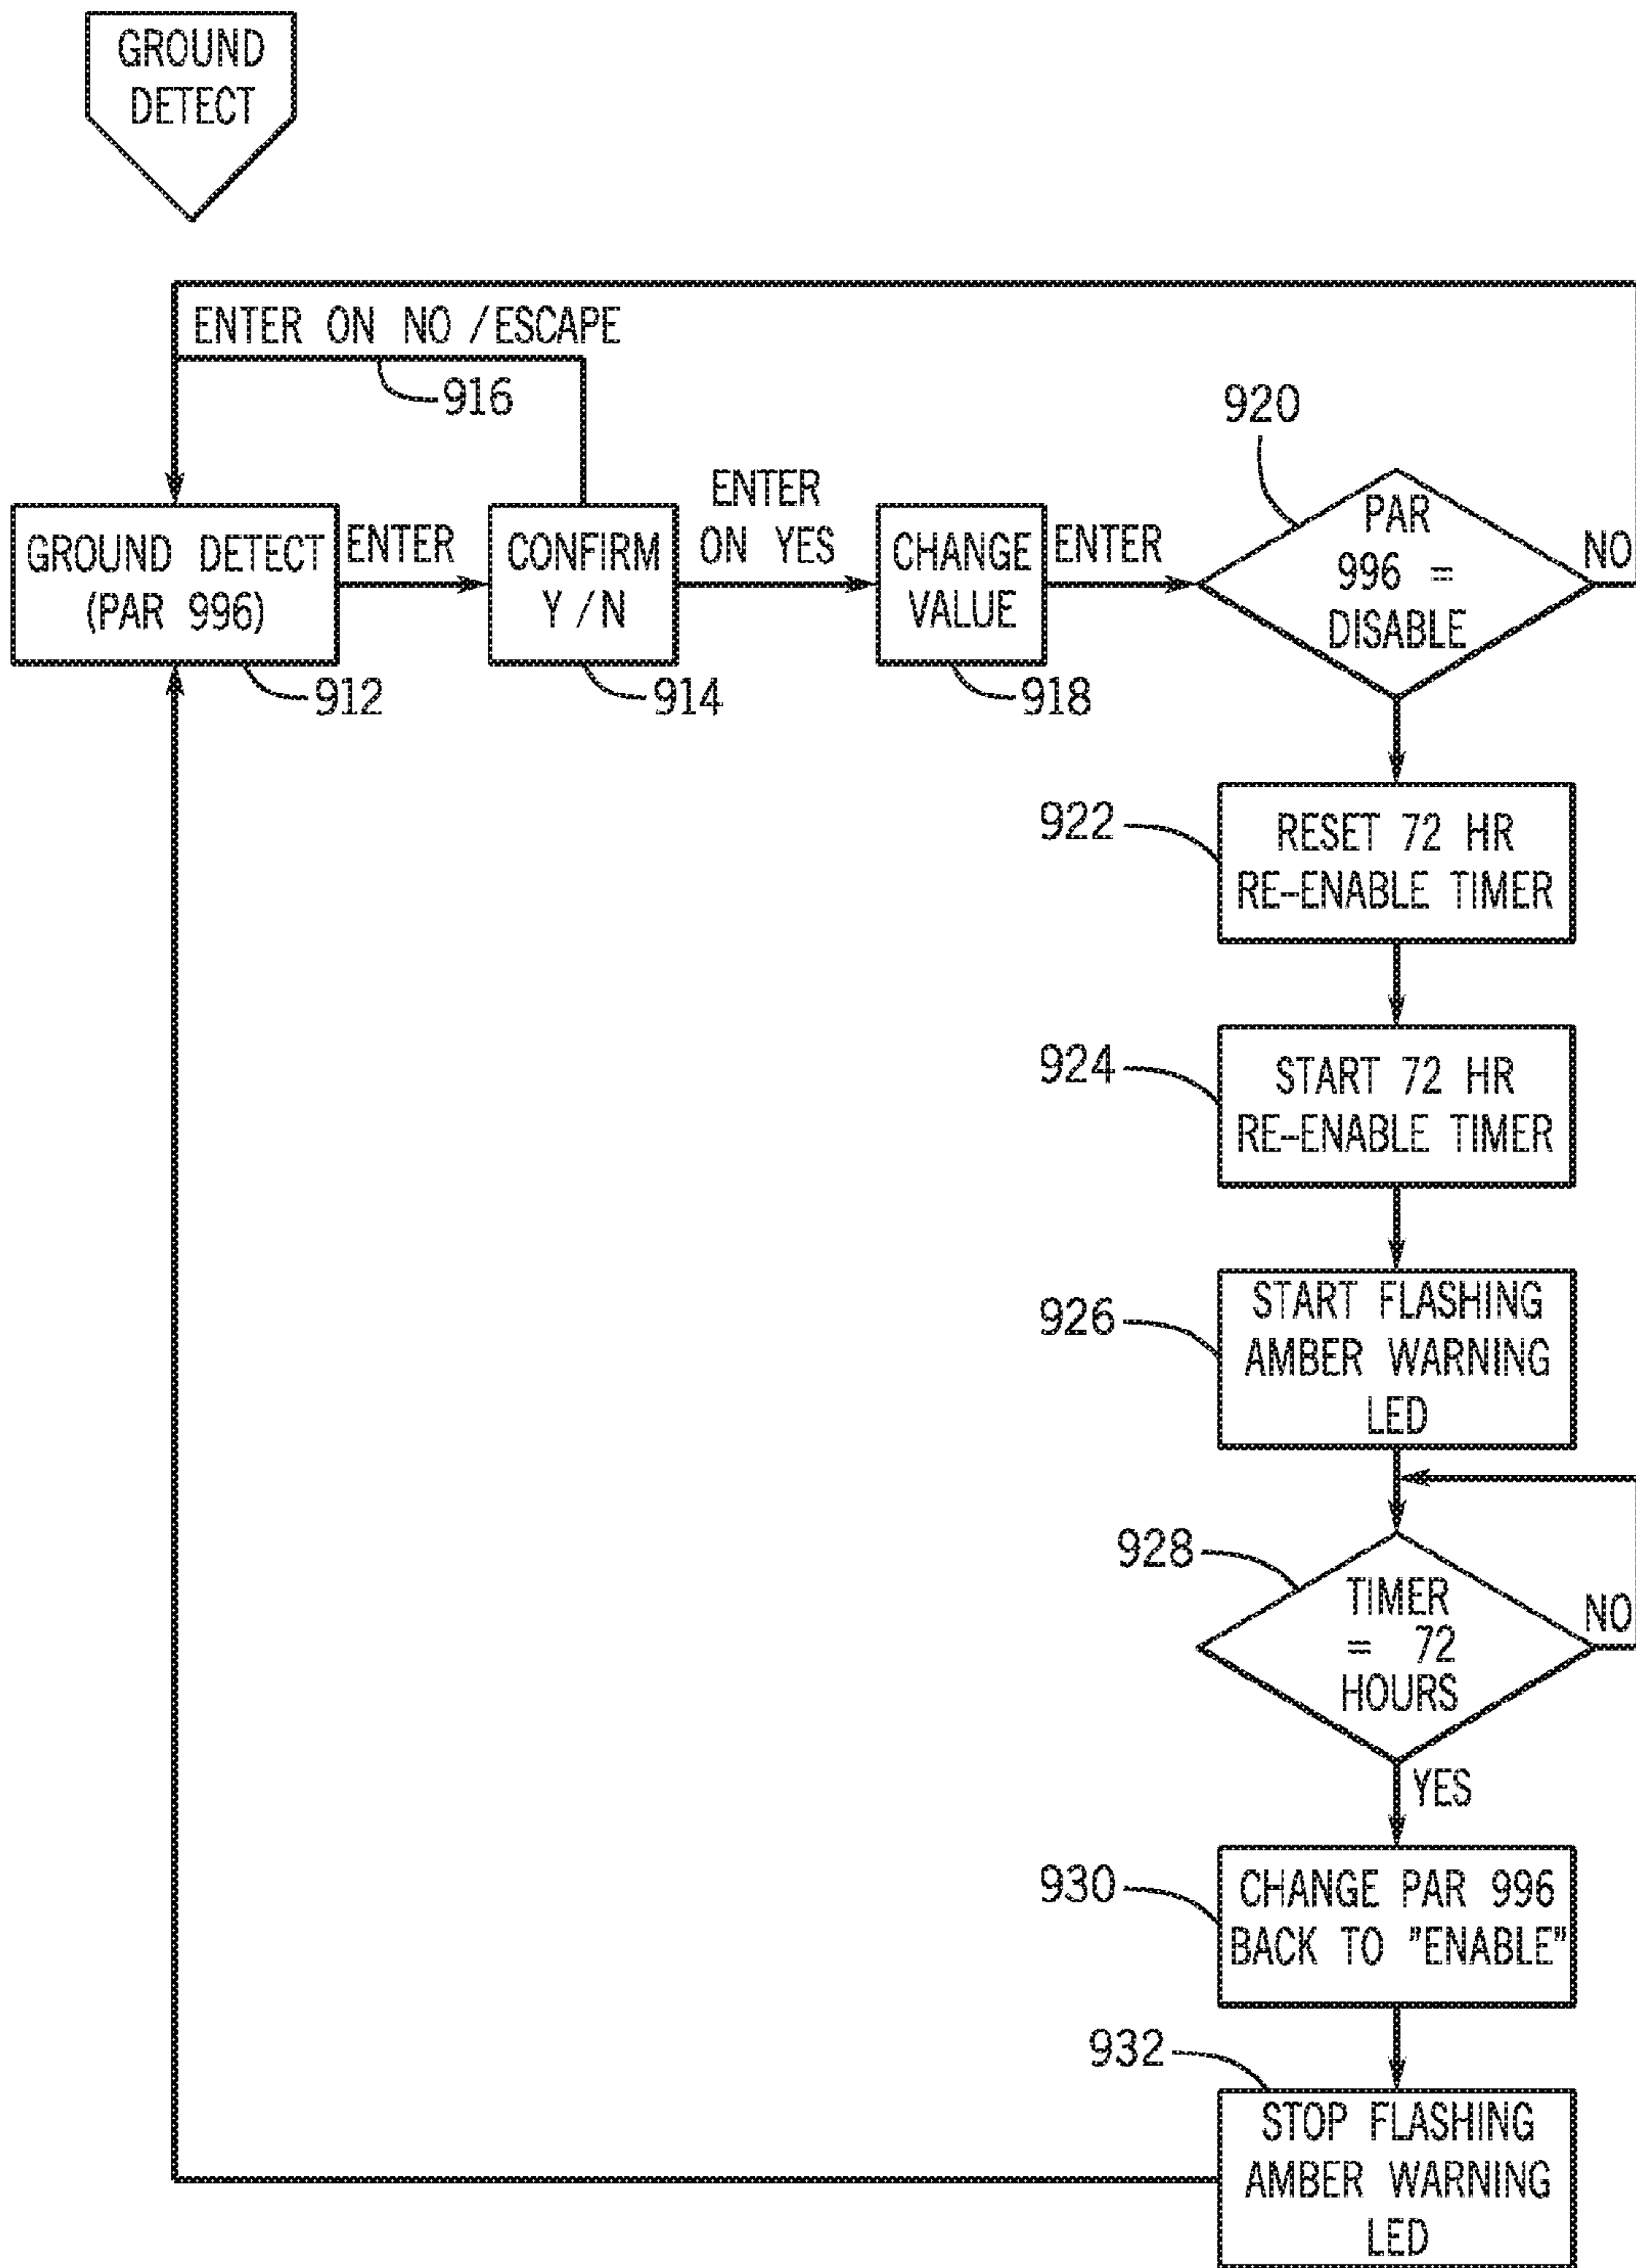 GROUND
DETECT
ENTER ON NO / ESCAPE
916
920
GROUND DETECT
(PAR 996)
ENTER
CONFIRM
Y / N
ENTER
ON YES
CHANGE
VALUE
ENTER
PAR
996 =
DISABLE
NO
912
914
918
922
RESET 72 HR
RE-ENABLE TIMER
924
START 72 HR
RE-ENABLE TIMER
926
START FLASHING
AMBER WARNING
LED
928
TIMER
= 72
HOURS
NO
YES
930
CHANGE PAR 996
BACK TO "ENABLE"
932
STOP FLASHING
AMBER WARNING
LED